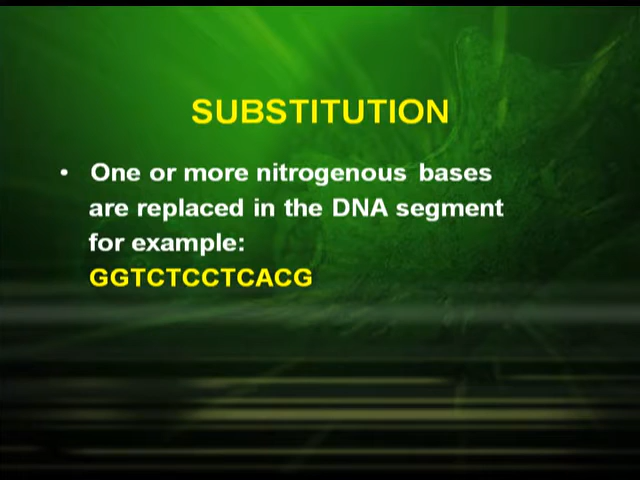 SUBSTITUTION
• One or more nitrogenous bases
are replaced in the DNA segment
for example:
GGTCTCCTCACG